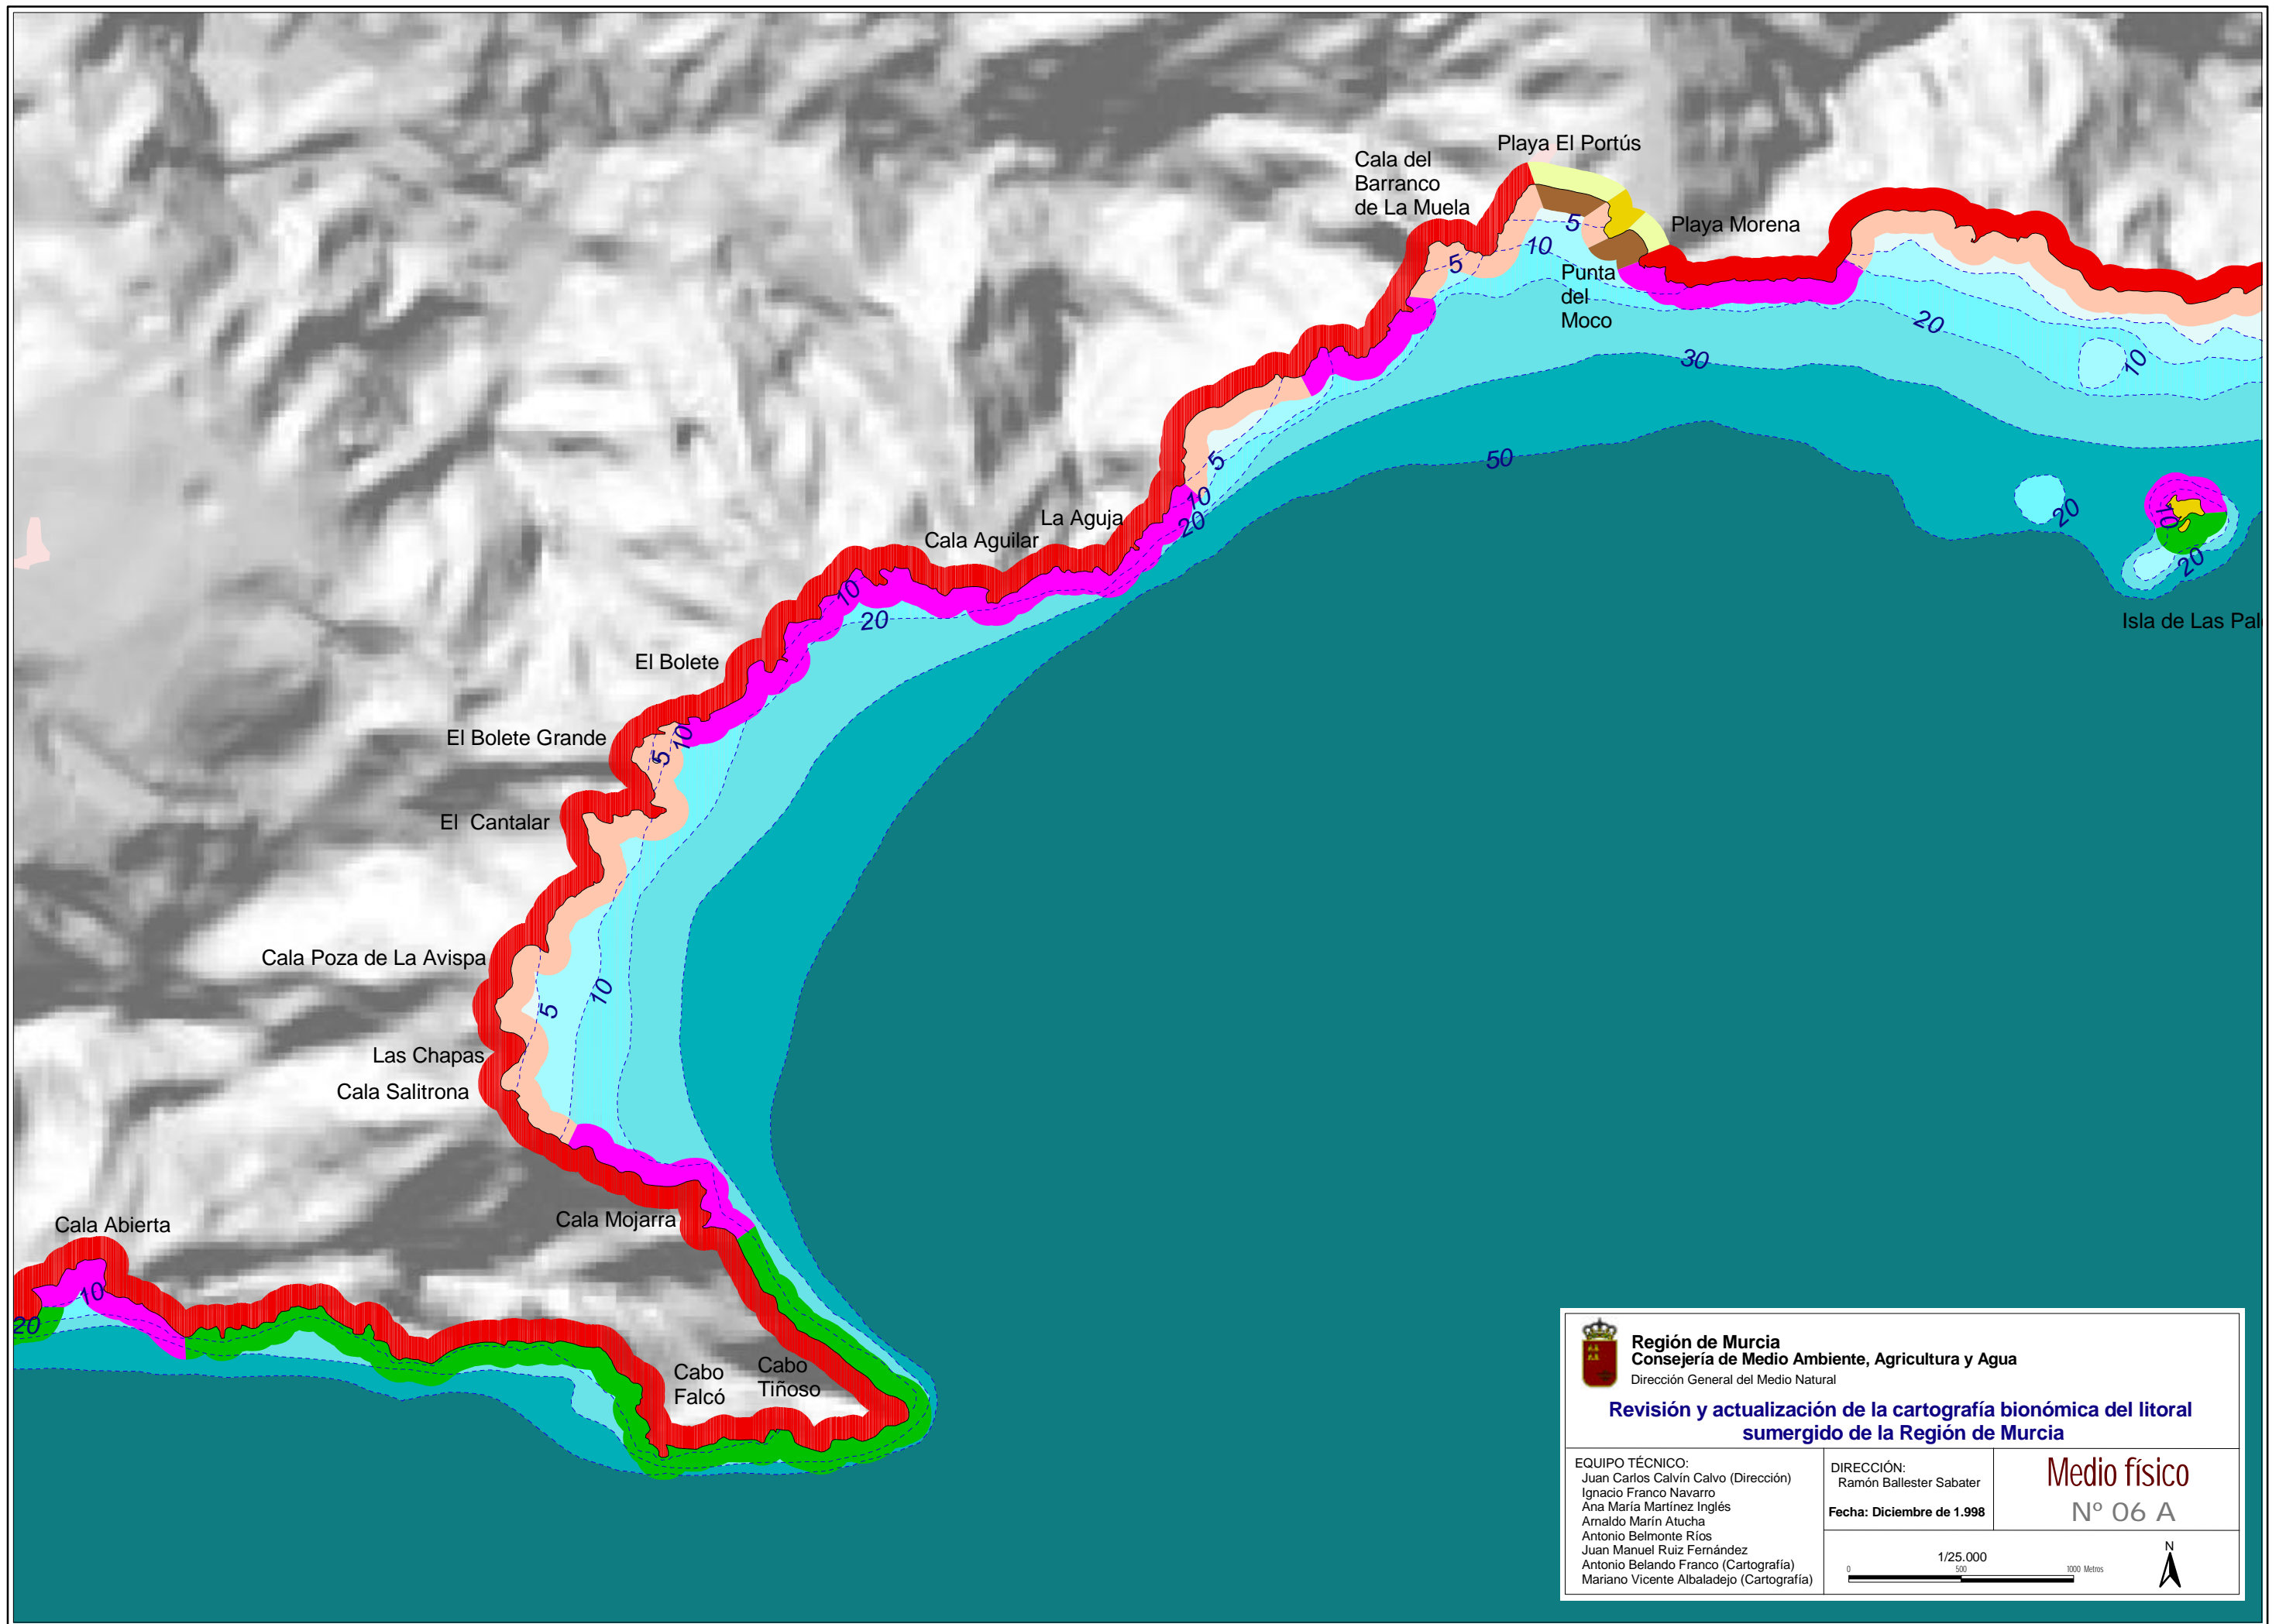 Playa El Portús
Cala del
Barranco
de La Muela
Playa Morena
5
10
5
Punta
del
Moco
20
10
30
50
5
10
20
La Aguja
Cala Aguilar
20
10
20
Isla de Las Pal
10
20
El Bolete
El Bolete Grande
10
5
El Cantalar
Cala Poza de La Avispa
10
5
Las Chapas
Cala Salitrona
Cala Mojarra
Cala Abierta
10
20
Cabo
Falcó
Cabo
Tiñoso
Región de Murcia
Consejería de Medio Ambiente, Agricultura y Agua
Dirección General del Medio Natural
Revisión y actualización de la cartografía bionómica del litoral
sumergido de la Región de Murcia
EQUIPO TÉCNICO:
Juan Carlos Calvín Calvo (Dirección)
Ignacio Franco Navarro
Ana María Martínez Inglés
Arnaldo Marín Atucha
Antonio Belmonte Ríos
Juan Manuel Ruiz Fernández
Antonio Belando Franco (Cartografía)
Mariano Vicente Albaladejo (Cartografía)
DIRECCIÓN:
Ramón Ballester Sabater
Fecha: Diciembre de 1.998
Medio físico
Nº 06 A
1/25.000
0 500 1000 Metros
N